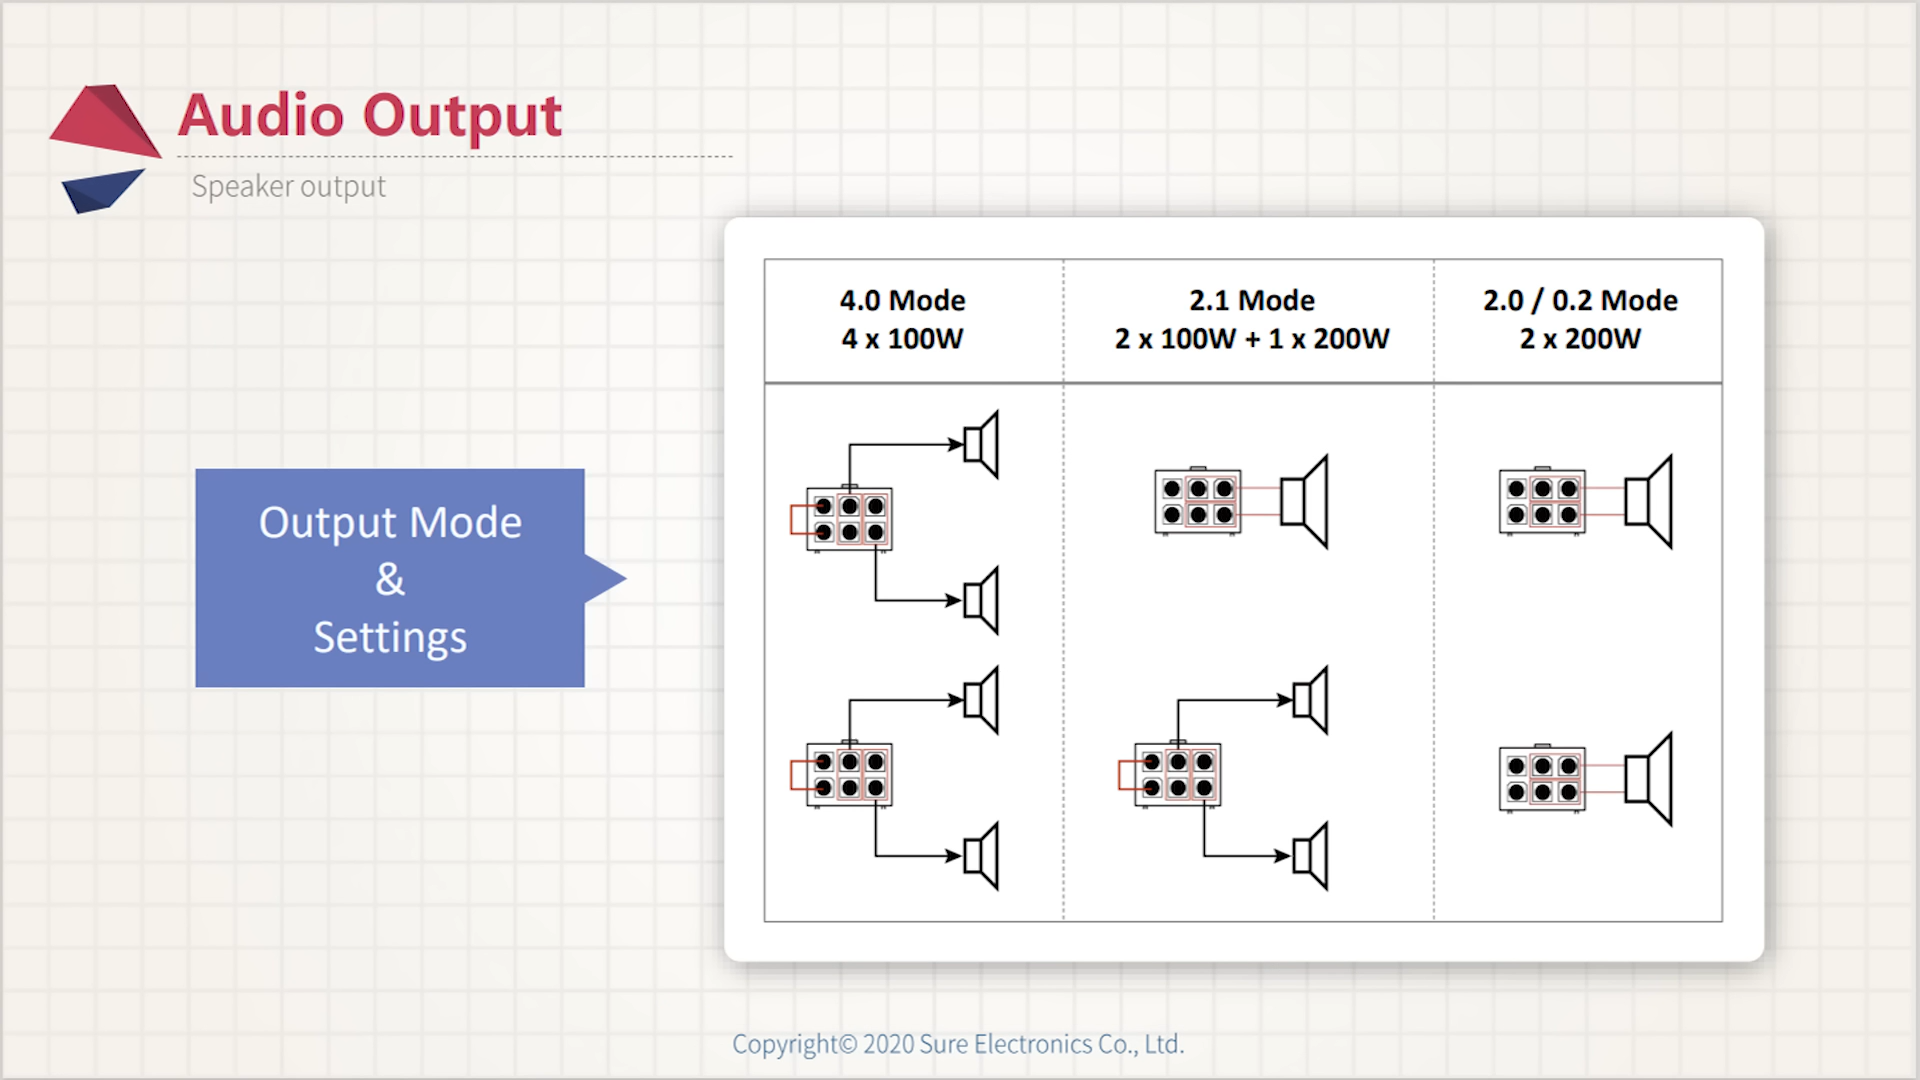 Audio Output
Speaker output
Output Mode
&
Settings
4.0 Mode
4 x 100W
2.1 Mode
2 x 100W + 1 x 200W
2.0 / 0.2 Mode
2 x 200W
Copyright© 2020 Sure Electronics Co., Ltd.